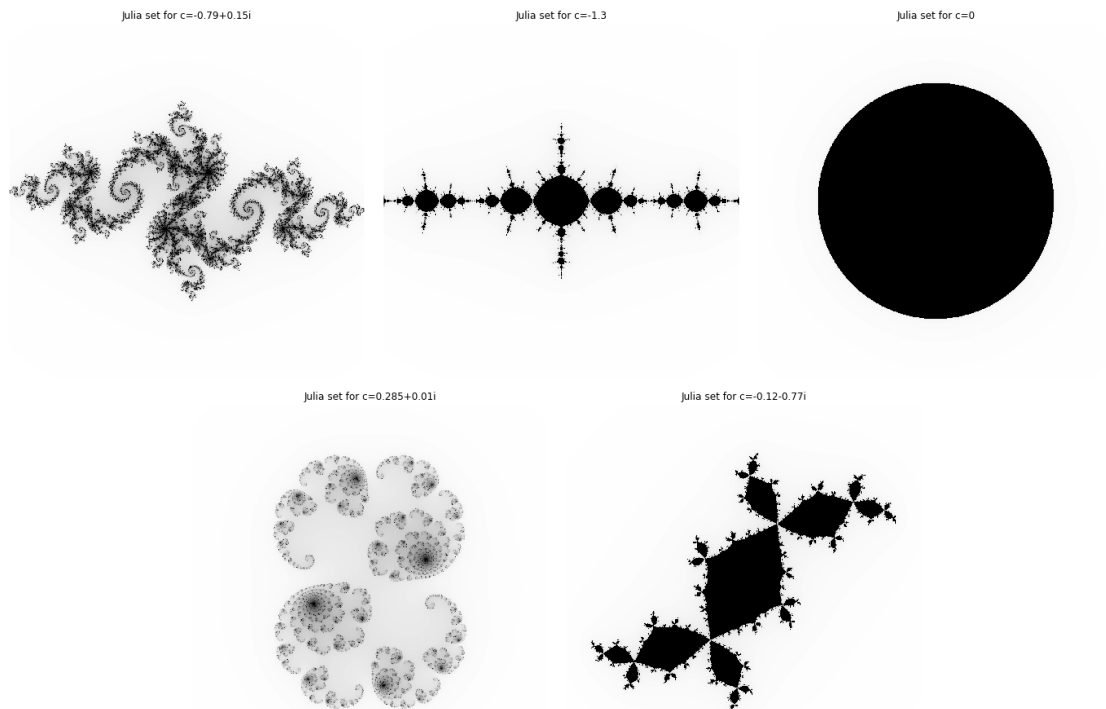 Julia set for c=-0.79+0.15i
Julia set for c=-1.3
Julia set for c=0
Julia set for c=0.285+0.01i
Julia set for c=-0.12-0.77i